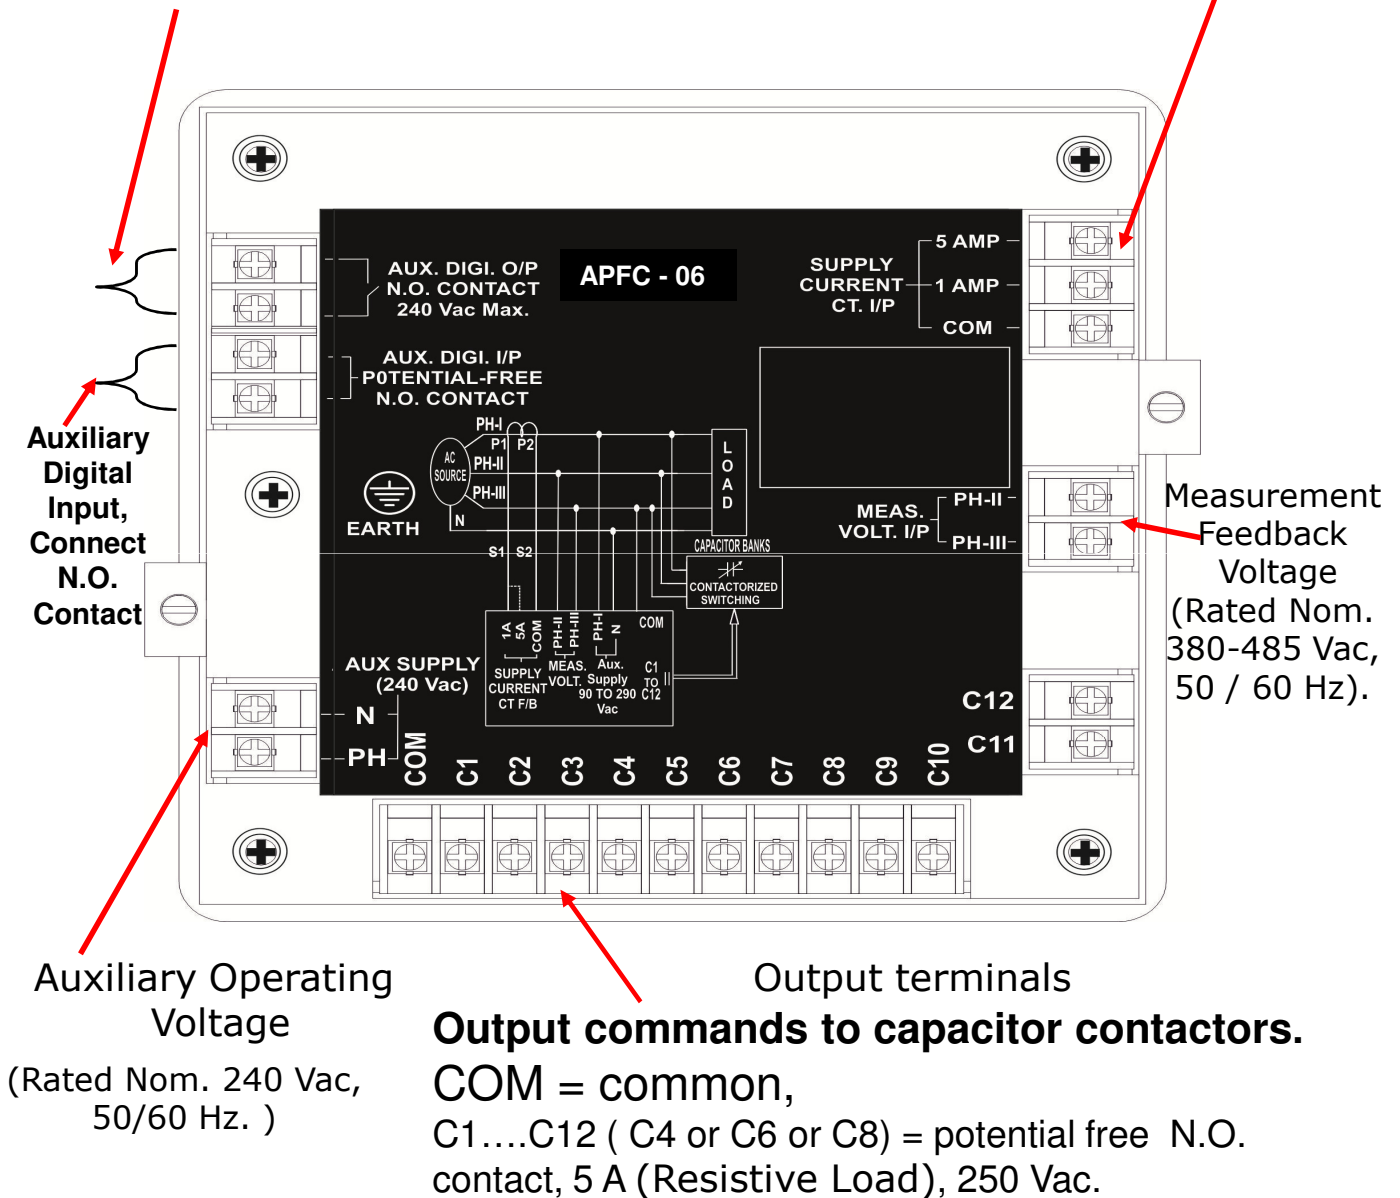 APFC - 06
AUX. DIGI. O/P
N.O. CONTACT
240 Vac Max.
AUX. DIGI. I/P
P0TENTIAL-FREE
N.O. CONTACT
SUPPLY
CURRENT
CT. I/P
5 AMP
1 AMP
COM
Auxiliary
Digital
Input,
Connect
N.O.
Contact
EARTH
AC
SOURCE
PH-I
P1 P2
PH-II
PH-III
N
S1 S2
LOAD
CAPACITOR BANKS
CONTACTORIZED
SWITCHING
1A
5A
COM
SUPPLY
CURRENT
CT F/B
PH-II
PH-III
MEAS.
VOLT.
PH-I
N
Aux.
Supply
90 TO 290
Vac
COM
C1
TO
C12
MEAS.
VOLT. I/P
PH-II
PH-III
Measurement
Feedback
Voltage
(Rated Nom.
380-485 Vac,
50 / 60 Hz).
AUX SUPPLY
(240 Vac)
N
PH
C12
C11
COM C1 C2 C3 C4 C5 C6 C7 C8 C9 C10
Auxiliary Operating
Voltage
(Rated Nom. 240 Vac,
50/60 Hz. )
Output terminals
Output commands to capacitor contactors.
COM = common,
C1....C12 ( C4 or C6 or C8) = potential free N.O.
contact, 5 A (Resistive Load), 250 Vac.